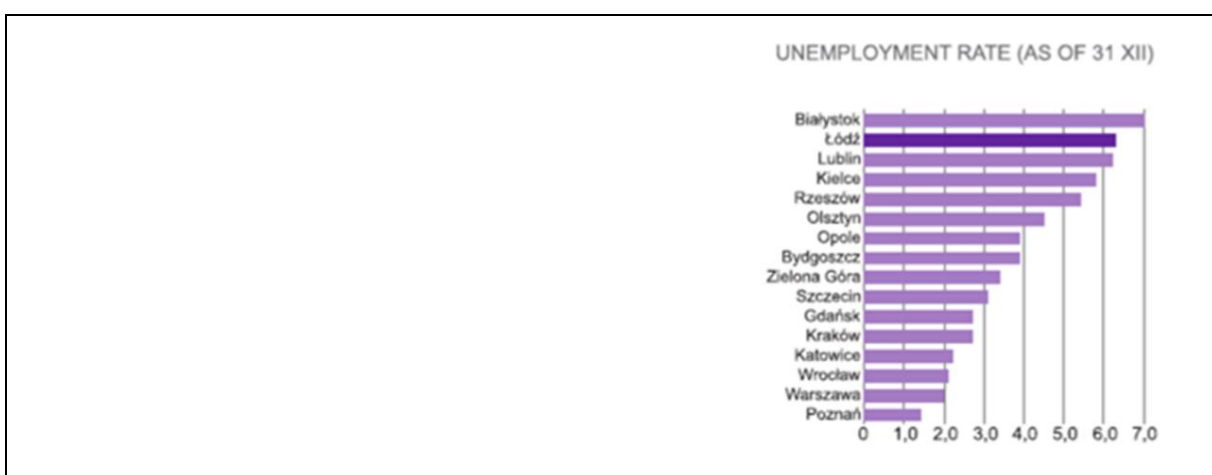 UNEMPLOYMENT RATE (AS OF 31 XII)
Białystok
Łódź
Lublin
Kielce
Rzeszów
Olsztyn
Opole
Bydgoszcz
Zielona Góra
Szczecin
Gdańsk
Kraków
Katowice
Wrocław
Warszawa
Poznań
0 1,0 2,0 3,0 4,0 5,0 6,0 7,0